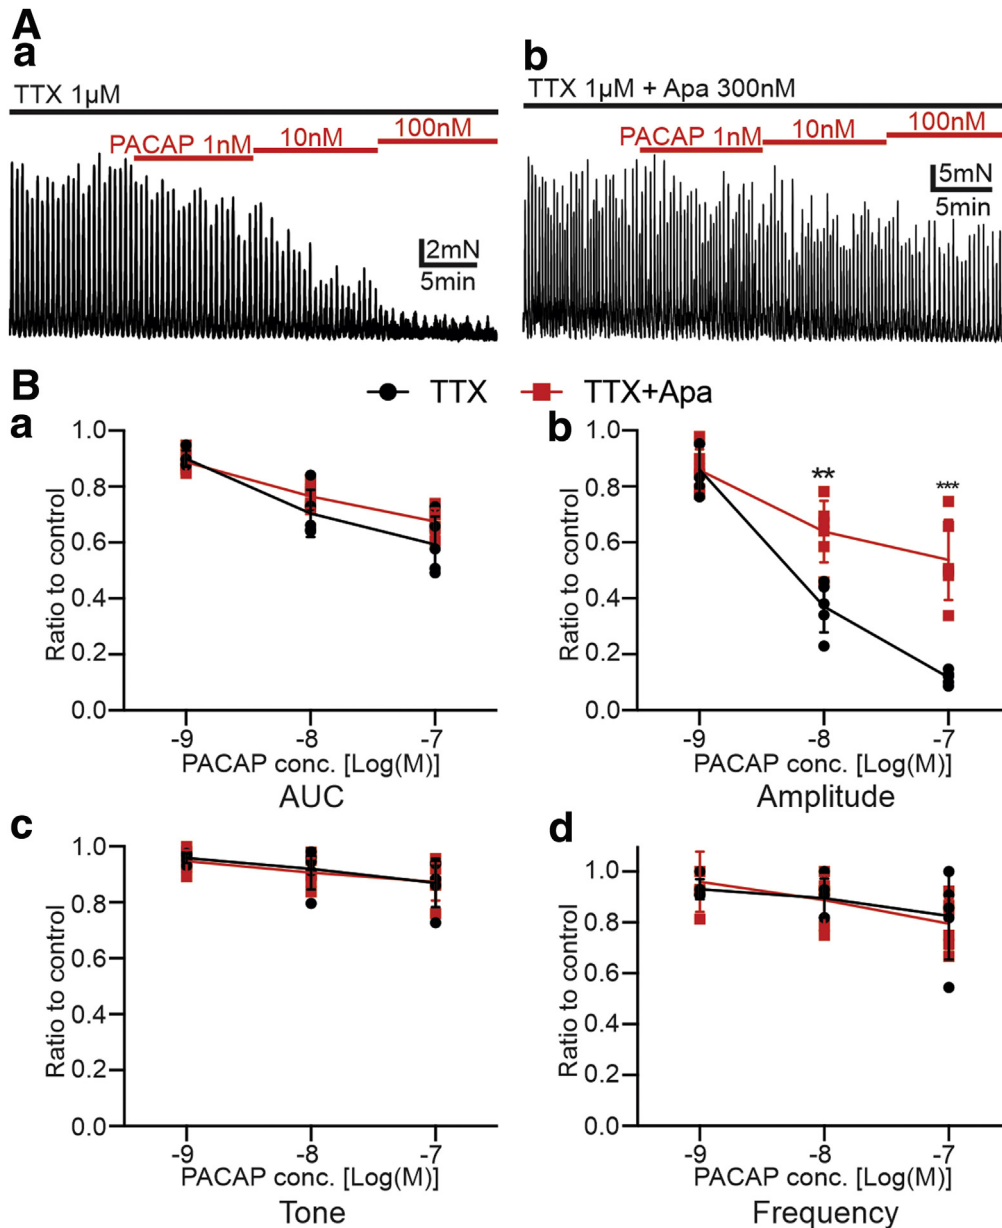 A
a
b
TTX 1μM
TTX 1μM + Apa 300nM
PACAP 1nM
10nM
100nM
PACAP 1nM
10nM
100nM
2mN
5min
5mN
5min
B
TTX
TTX+Apa
a
Ratio to control
1.0
0.8
0.6
0.4
0.2
0.0
-9
-8
-7
PACAP conc. [Log(M)]
AUC
b
Ratio to control
1.0
0.8
0.6
0.4
0.2
0.0
**
***
-9
-8
-7
PACAP conc. [Log(M)]
Amplitude
c
Ratio to control
1.0
0.8
0.6
0.4
0.2
0.0
-9
-8
-7
PACAP conc. [Log(M)]
Tone
d
Ratio to control
1.0
0.8
0.6
0.4
0.2
0.0
-9
-8
-7
PACAP conc. [Log(M)]
Frequency